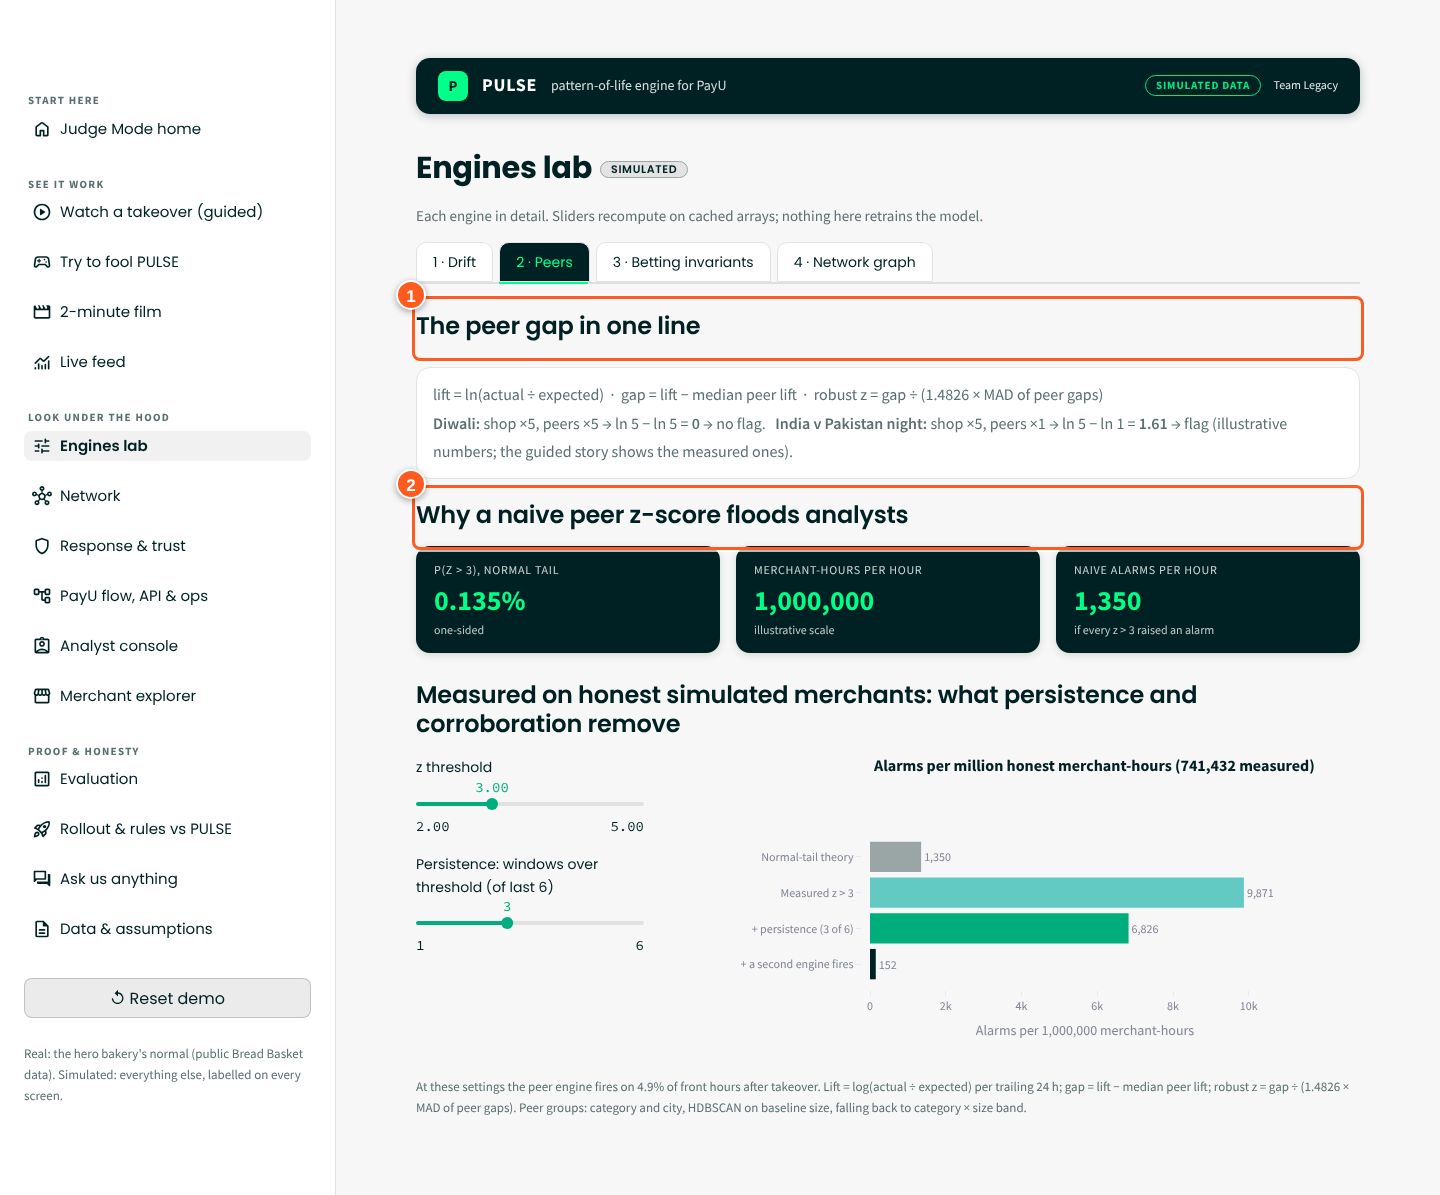 START HERE
Judge Mode home
SEE IT WORK
Watch a takeover (guided)
Try to fool PULSE
2-minute film
Live feed
LOOK UNDER THE HOOD
Engines lab
Network
Response & trust
PayU flow, API & ops
Analyst console
Merchant explorer
PROOF & HONESTY
Evaluation
Rollout & rules vs PULSE
Ask us anything
Data & assumptions
Reset demo
Real: the hero bakery's normal (public Bread Basket
data). Simulated: everything else, labelled on every
screen.
P PULSE pattern-of-life engine for PayU SIMULATED DATA Team Legacy
Engines lab SIMULATED
Each engine in detail. Sliders recompute on cached arrays; nothing here retrains the model.
1 · Drift 2 · Peers 3 · Betting invariants 4 · Network graph
1
The peer gap in one line
lift = ln(actual ÷ expected) · gap = lift − median peer lift · robust z = gap ÷ (1.4826 × MAD of peer gaps)
Diwali: shop ×5, peers ×5 → ln 5 − ln 5 = 0 → no flag. India v Pakistan night: shop ×5, peers ×1 → ln 5 − ln 1 = 1.61 → flag (illustrative
numbers; the guided story shows the measured ones).
2
Why a naive peer z-score floods analysts
P(Z > 3), NORMAL TAIL
0.135%
one-sided
MERCHANT-HOURS PER HOUR
1,000,000
illustrative scale
NAIVE ALARMS PER HOUR
1,350
if every z > 3 raised an alarm
Measured on honest simulated merchants: what persistence and
corroboration remove
z threshold
3.00
2.00 5.00
Persistence: windows over
threshold (of last 6)
3
1 6
Alarms per million honest merchant-hours (741,432 measured)
Normal-tail theory 1,350
Measured z > 3 9,871
+ persistence (3 of 6) 6,826
+ a second engine fires 152
0 2k 4k 6k 8k 10k
Alarms per 1,000,000 merchant-hours
At these settings the peer engine fires on 4.9% of front hours after takeover. Lift = log(actual ÷ expected) per trailing 24 h; gap = lift − median peer lift; robust z = gap ÷ (1.4826 ×
MAD of peer gaps). Peer groups: category and city, HDBSCAN on baseline size, falling back to category × size band.